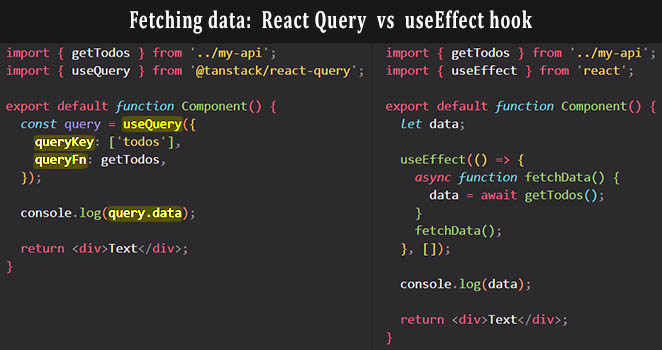 Fetching data: React Query vs useEffect hook
import { getTodos } from '../my-api';
import { useQuery } from '@tanstack/react-query';
export default function Component() {
const query = useQuery({
queryKey: ['todos'],
queryFn: getTodos,
});
console.log(query.data);
return <div>Text</div>;
}
import { getTodos } from '../my-api';
import { useEffect } from 'react';
export default function Component() {
let data;
useEffect(() => {
async function fetchData() {
data = await getTodos();
}
fetchData();
}, []);
console.log(data);
return <div>Text</div>;
}